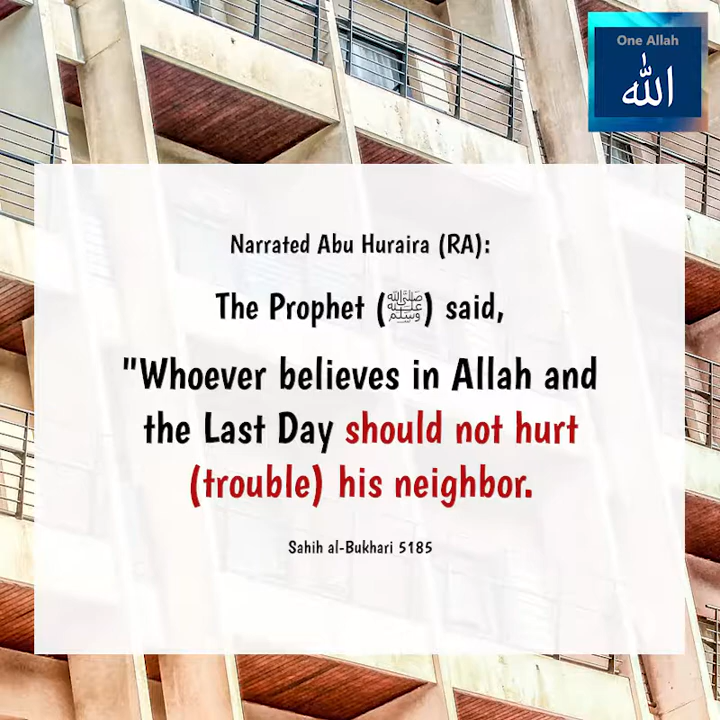 One Allah
الله
Narrated Abu Huraira (RA):
The Prophet (ﷺ) said,
"Whoever believes in Allah and
the Last Day should not hurt
(trouble) his neighbor.
Sahih al-Bukhari 5185